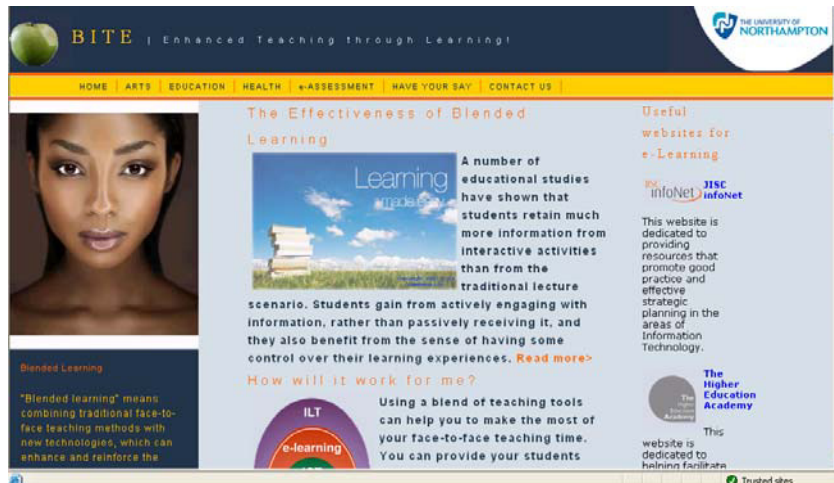 BITE | Enhanced Teaching through Learning!
THE UNIVERSITY OF
NORTHAMPTON
HOME | ARTS | EDUCATION | HEALTH | e-ASSESSMENT | HAVE YOUR SAY | CONTACT US |
Blended Learning
"Blended learning" means
combining traditional face-to-
face teaching methods with
new technologies, which can
enhance and reinforce the
The Effectiveness of Blended
Learning
Learning
made easy
A number of
educational studies
have shown that
students retain much
more information from
interactive activities
than from the
traditional lecture
scenario. Students gain from actively engaging with
information, rather than passively receiving it, and
they also benefit from the sense of having some
control over their learning experiences. Read more>
How will it work for me?
ILT
e-learning
Using a blend of teaching tools
can help you to make the most of
your face-to-face teaching time.
You can provide your students
Useful
websites for
e-Learning
JISC
infoNet
JISC
infoNet
This website is
dedicated to
providing
resources that
promote good
practice and
effective
strategic
planning in the
areas of
Information
Technology.
The
Higher
Education
Academy
The
Higher
Education
Academy
This
website is
dedicated to
helping facilitate
Trusted sites